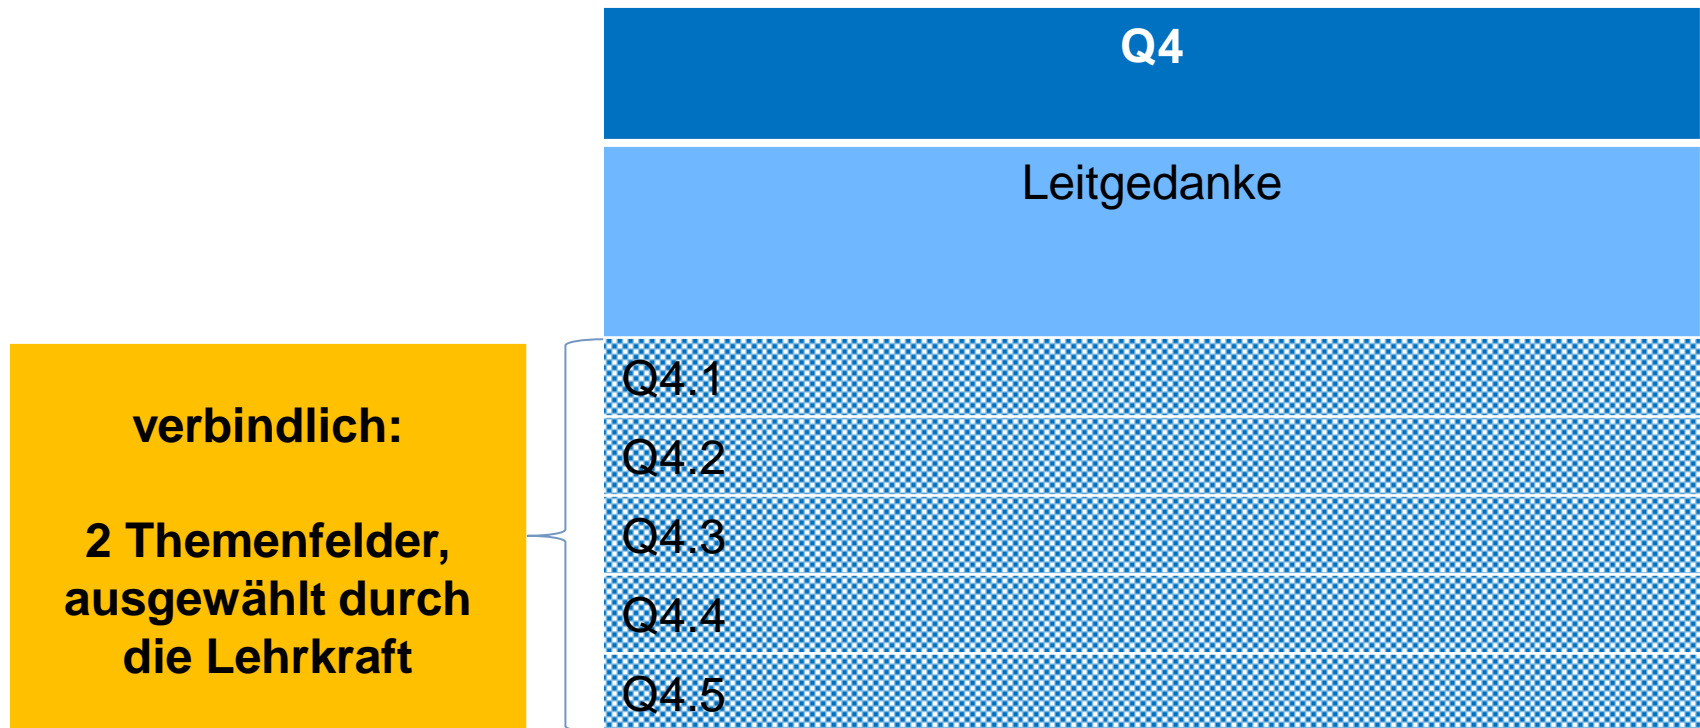 Q4
Leitgedanke
verbindlich:
2 Themenfelder,
ausgewählt durch
die Lehrkraft
Q4.1
Q4.2
Q4.3
Q4.4
Q4.5